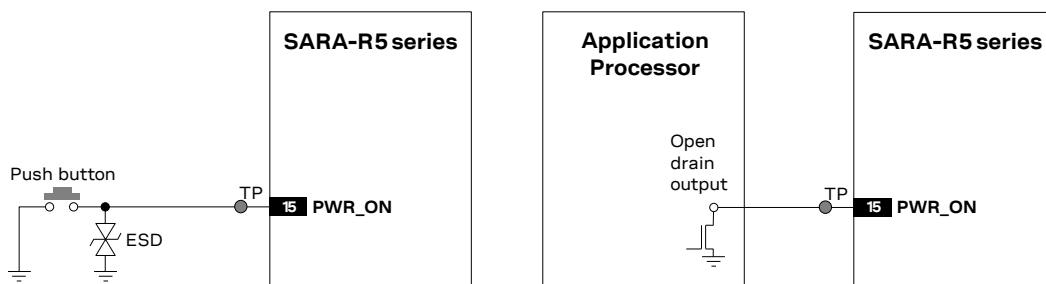 SARA-R5 series
Push button
TP
15 PWR_ON
ESD
Application
Processor
SARA-R5 series
Open
drain
output
TP
15 PWR_ON